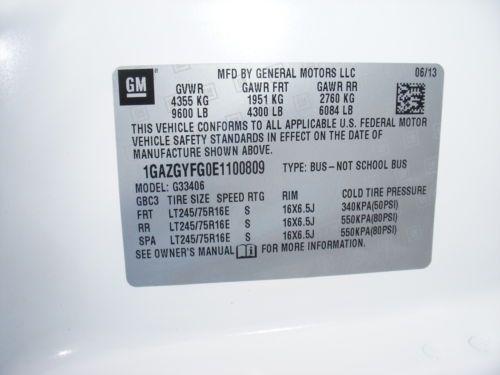 GM
MFD BY GENERAL MOTORS LLC 06/13
GVWR GAWR FRT GAWR RR
4355 KG 1951 KG 2760 KG
9600 LB 4300 LB 6084 LB
THIS VEHICLE CONFORMS TO ALL APPLICABLE U.S. FEDERAL MOTOR
VEHICLE SAFETY STANDARDS IN EFFECT ON THE DATE OF
MANUFACTURE SHOWN ABOVE.
1GAZGYFG0E1100809 TYPE: BUS–NOT SCHOOL BUS
MODEL: G33406
GBC3 TIRE SIZE SPEED RTG RIM COLD TIRE PRESSURE
FRT LT245/75R16E S 16X6.5J 340KPA(50PSI)
RR LT245/75R16E S 16X6.5J 550KPA(80PSI)
SPA LT245/75R16E S 16X6.5J 550KPA(80PSI)
SEE OWNER'S MANUAL FOR MORE INFORMATION.